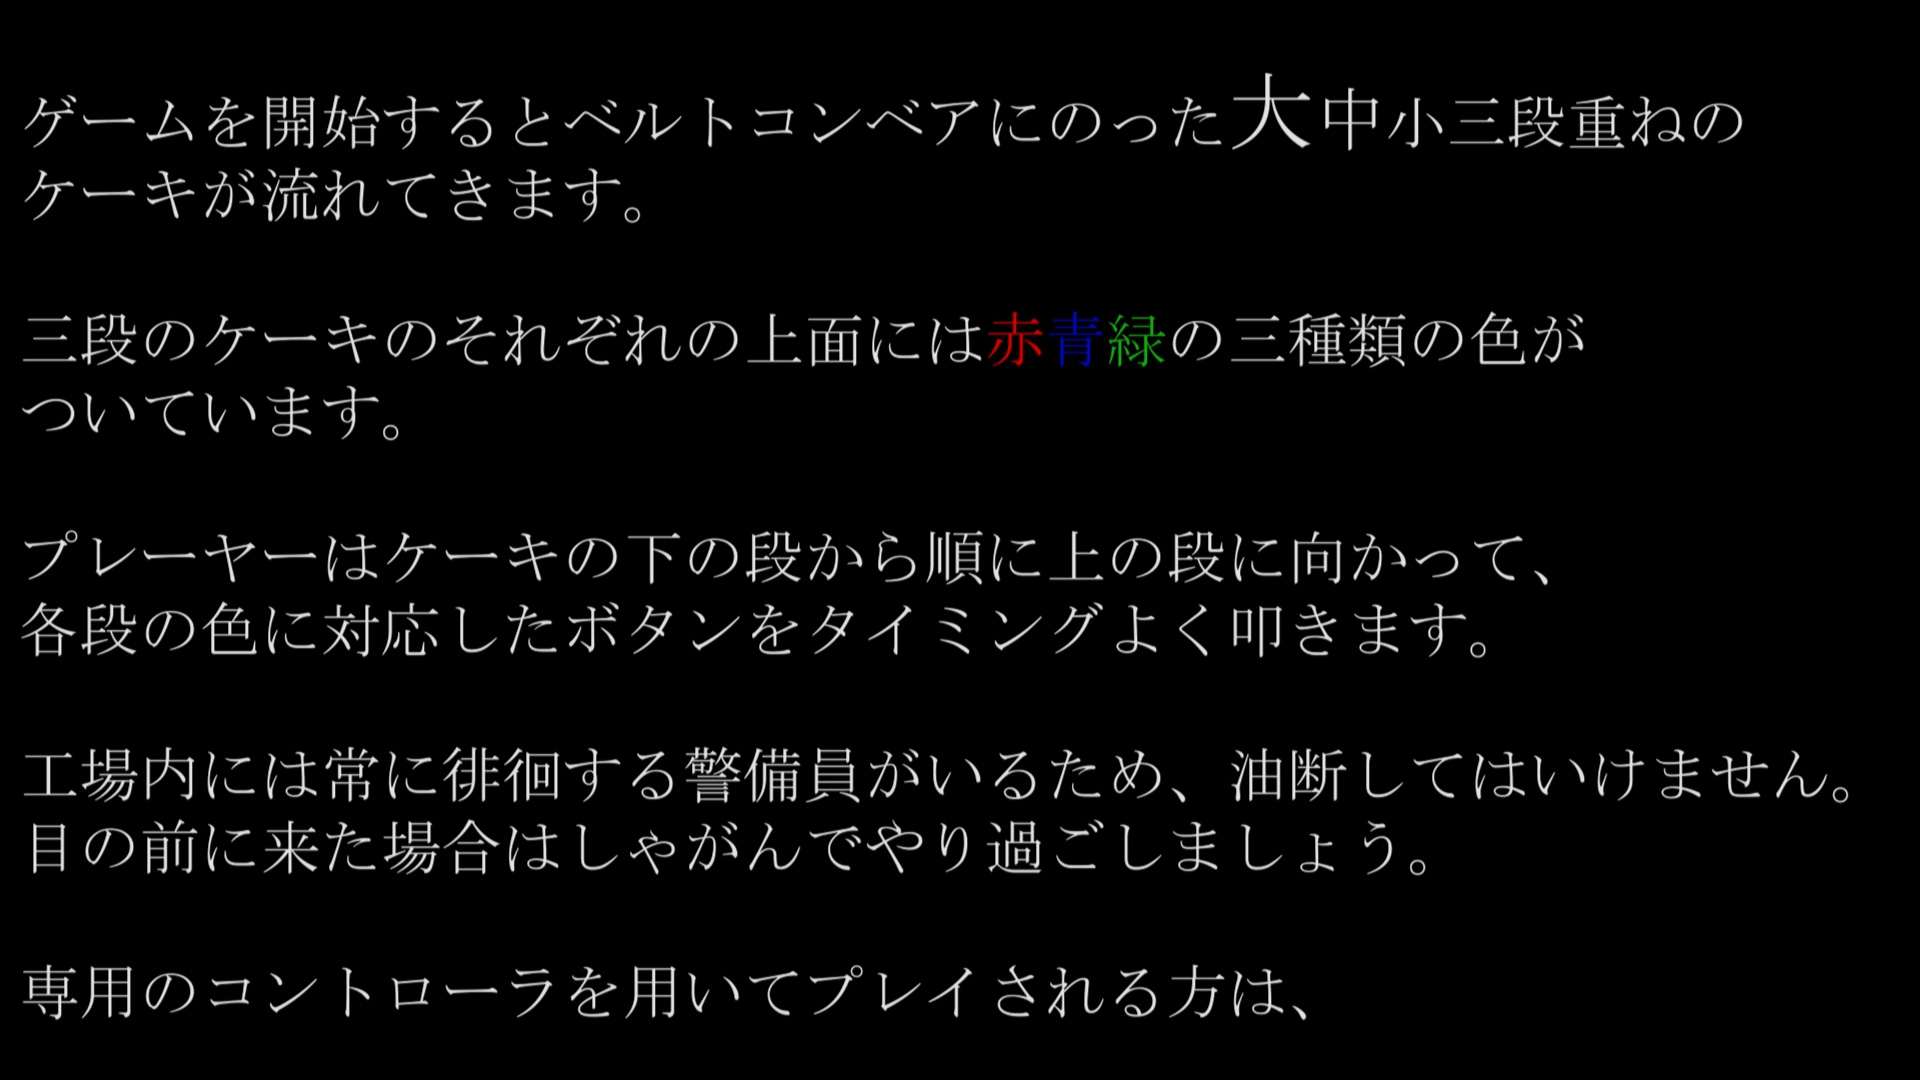 ゲームを開始するとベルトコンベアにのった大中小三段重ねの
ケーキが流れてきます。
三段のケーキのそれぞれの上面には赤青緑の三種類の色が
ついています。
プレーヤーはケーキの下の段から順に上の段に向かって、
各段の色に対応したボタンをタイミングよく叩きます。
工場内には常に徘徊する警備員がいるため、油断してはいけません。
目の前に来た場合はしゃがんでやり過ごしましょう。
専用のコントローラを用いてプレイされる方は、